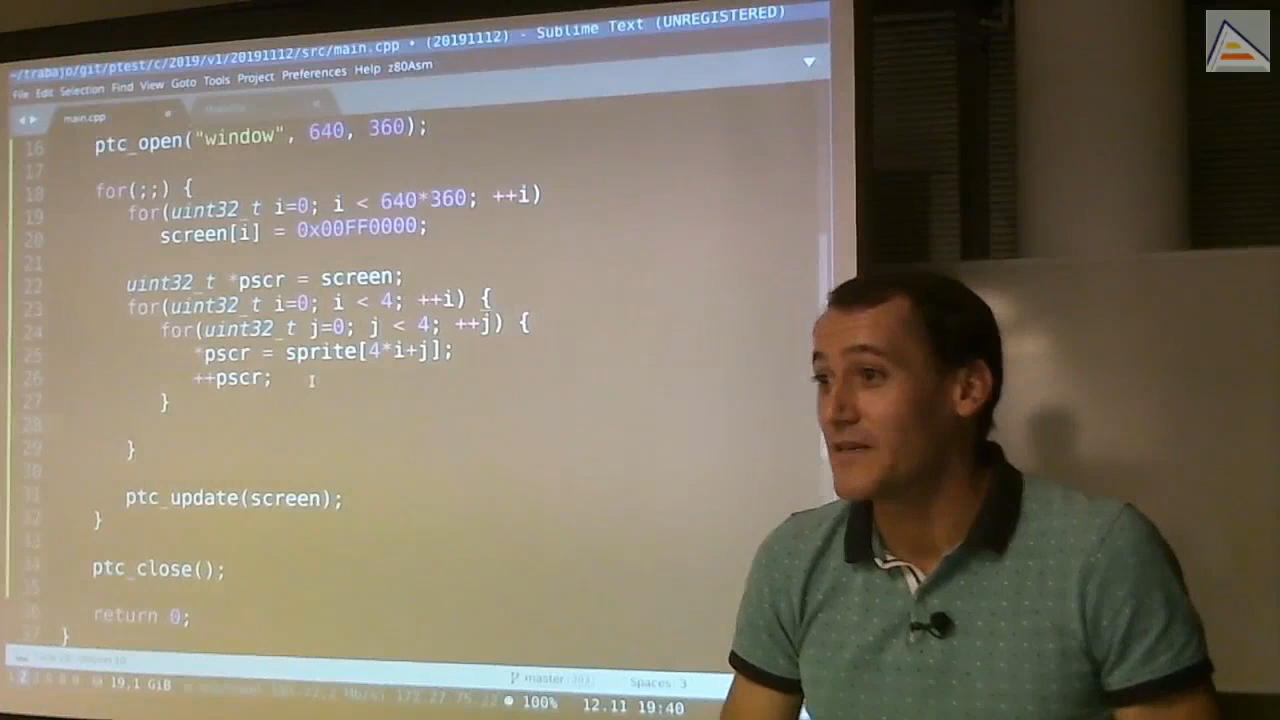 ~/trabajo/git/ptest/c/2019/v1/20191112/src/main.cpp • (20191112) - Sublime Text (UNREGISTERED)
File Edit Selection Find View Goto Tools Project Preferences Help z80Asm
main.cpp
16 ptc_open("window", 640, 360);
17
18 for(;;) {
19 for(uint32_t i=0; i < 640*360; ++i)
20 screen[i] = 0x00FF0000;
21
22 uint32_t *pscr = screen;
23 for(uint32_t i=0; i < 4; ++i) {
24 for(uint32_t j=0; j < 4; ++j) {
25 *pscr = sprite[4*i+j];
26 ++pscr;
27 }
28
29 }
30
31 ptc_update(screen);
32 }
33
34 ptc_close();
35
36 return 0;
37 }
master Spaces: 3
19,1 GiB 100% 12.11 19:40